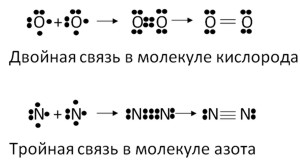 :Ö• + •Ö: → :Ö::Ö: → Ö=Ö
Двойная связь в молекуле кислорода
:N• + •N: → :N:::N: → :N≡N:
Тройная связь в молекуле азота